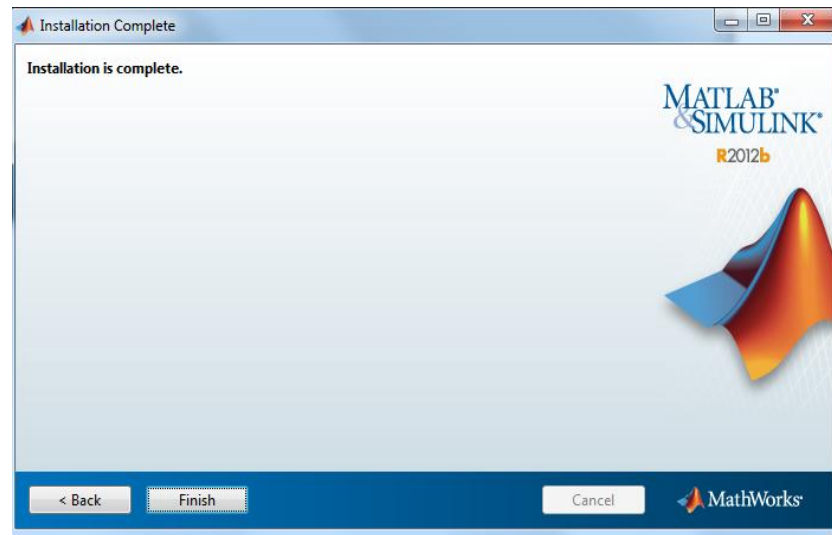 Installation Complete
Installation is complete.
MATLAB®
&SIMULINK®
R2012b
< Back
Finish
Cancel
MathWorks®